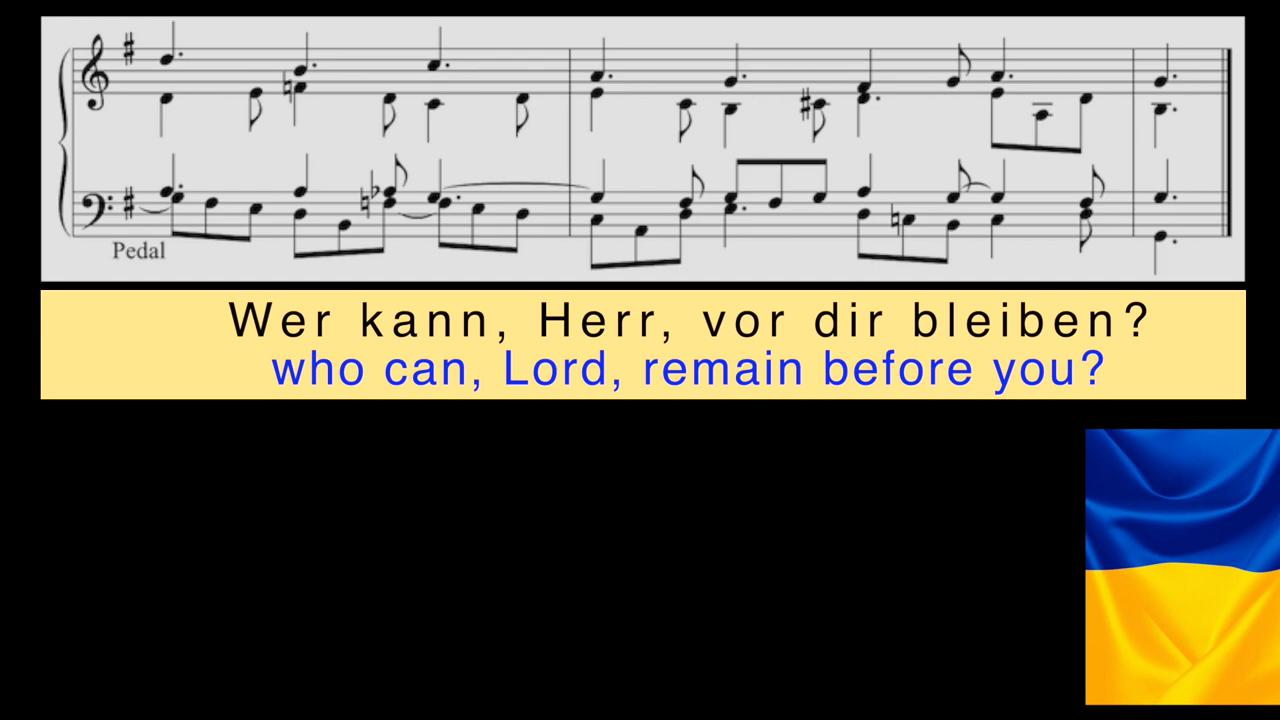 Pedal
Wer kann, Herr, vor dir bleiben?
who can, Lord, remain before you?